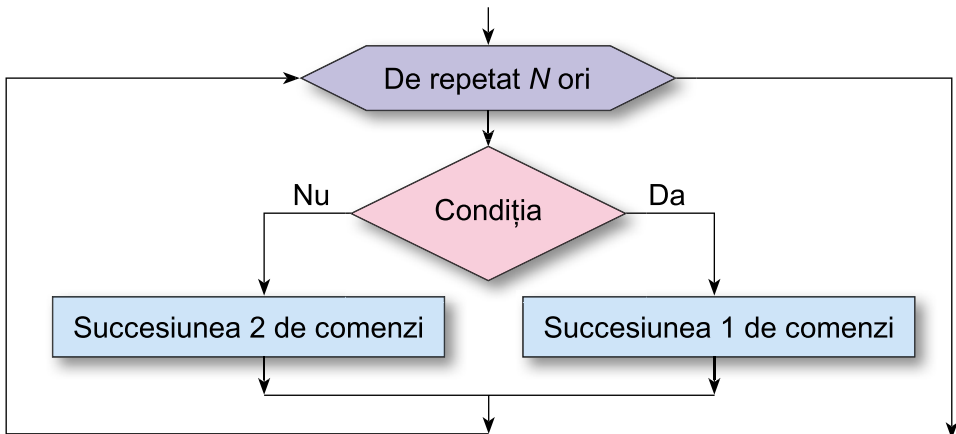 De repetat N ori
Nu
Da
Condiția
Succesiunea 2 de comenzi
Succesiunea 1 de comenzi